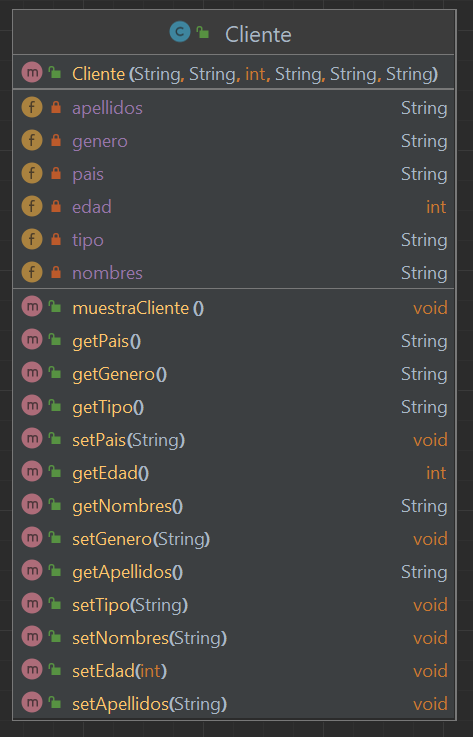 C Cliente
m Cliente (String, String, int, String, String, String)
f apellidos String
f genero String
f pais String
f edad int
f tipo String
f nombres String
m muestraCliente () void
m getPais() String
m getGenero() String
m getTipo() String
m setPais(String) void
m getEdad() int
m getNombres() String
m setGenero(String) void
m getApellidos() String
m setTipo(String) void
m setNombres(String) void
m setEdad(int) void
m setApellidos(String) void